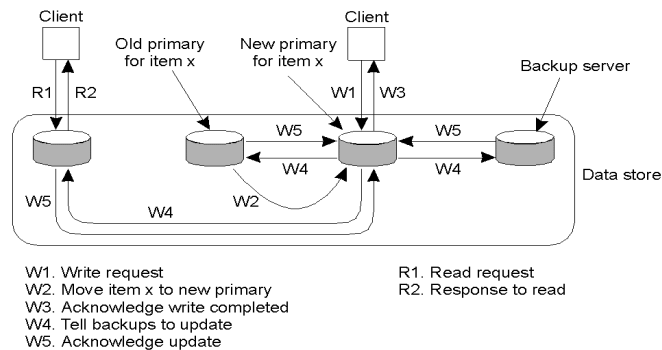 Client
Client
Old primary
for item x
New primary
for item x
Backup server
R1
R2
W1
W3
W5
W5
W4
W4
W5
W4
W2
Data store
W1. Write request
W2. Move item x to new primary
W3. Acknowledge write completed
W4. Tell backups to update
W5. Acknowledge update
R1. Read request
R2. Response to read